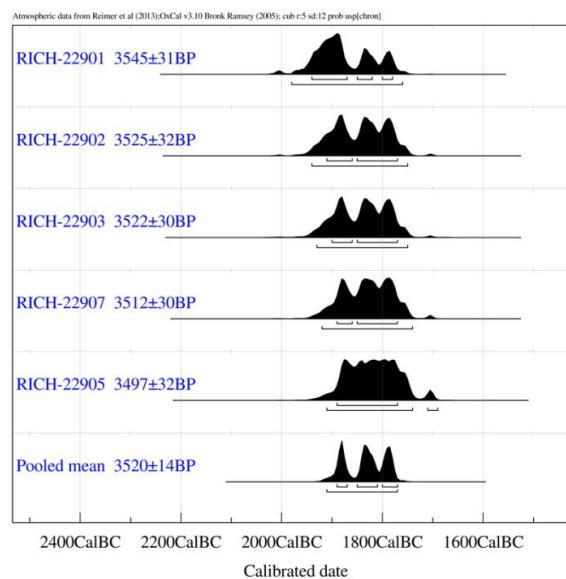 Atmospheric data from Reimer et al (2013);OxCal v3.10 Bronk Ramsey (2005); cub r:5 sd:12 prob usp[chron]
RICH-22901 3545±31BP
RICH-22902 3525±32BP
RICH-22903 3522±30BP
RICH-22907 3512±30BP
RICH-22905 3497±32BP
Pooled mean 3520±14BP
2400CalBC 2200CalBC 2000CalBC 1800CalBC 1600CalBC
Calibrated date